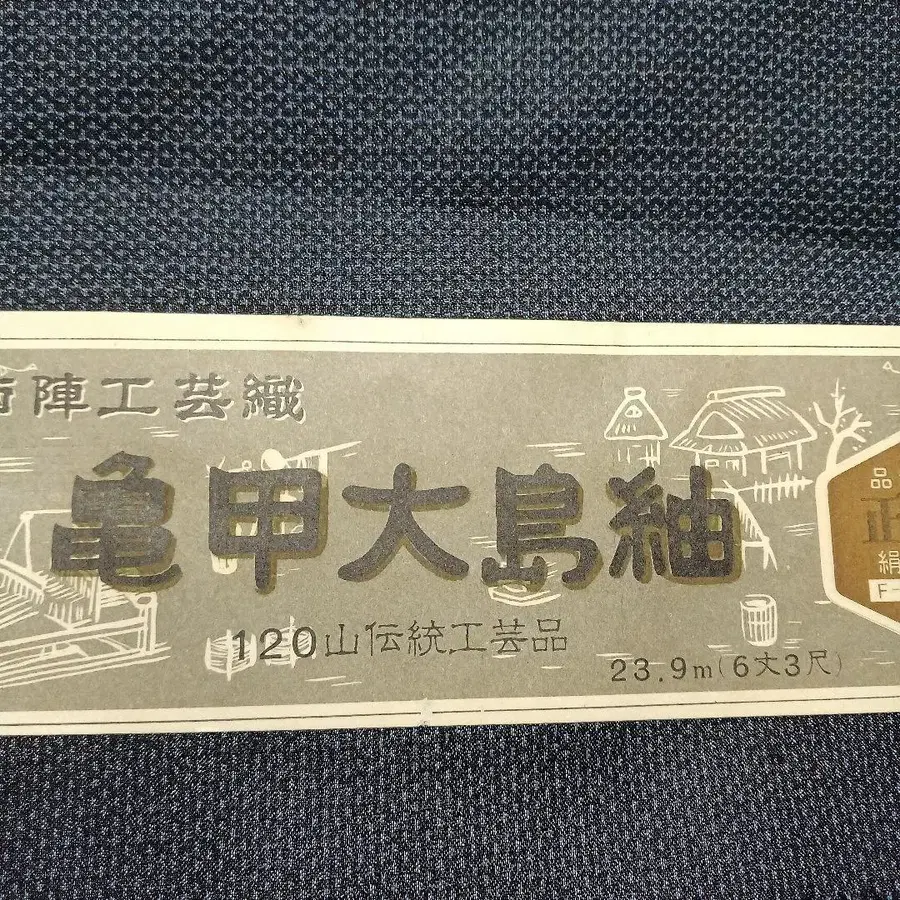 陣工芸織
亀甲大島紬
120山伝統工芸品
23.9m(6丈3尺)
品
正
絹
F-